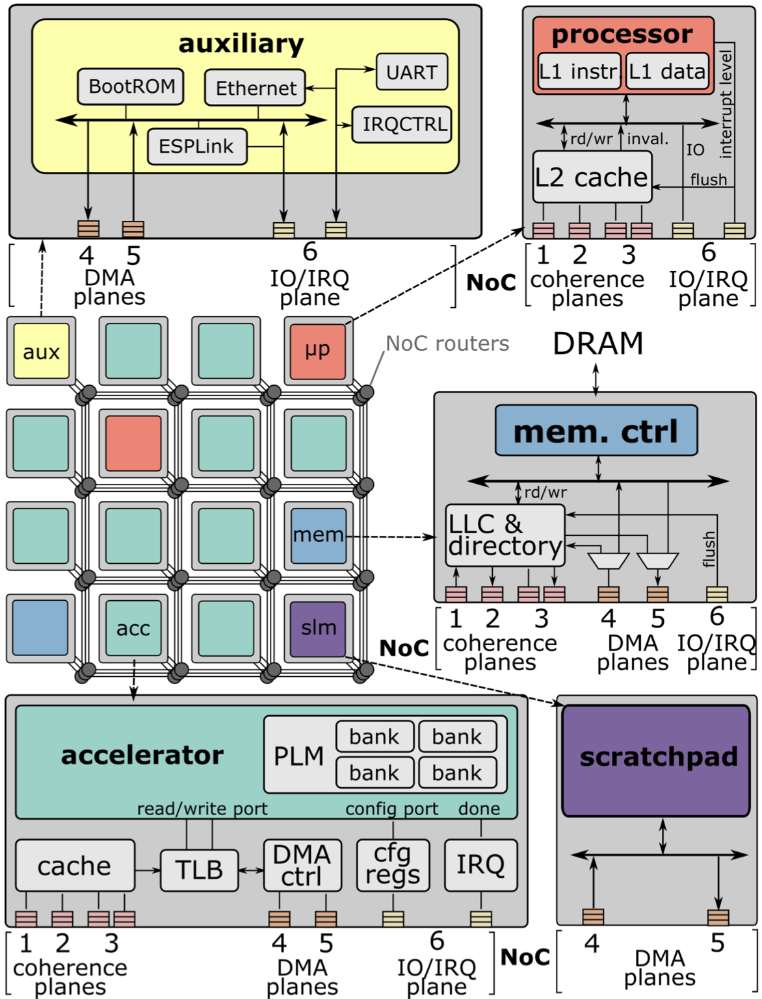 auxiliary
BootROM
Ethernet
UART
IRQCTRL
ESPLink
4 5 6
DMA
planes
IO/IRQ
plane
processor
L1 instr.
L1 data
interrupt level
rd/wr
inval.
IO
L2 cache
flush
NoC
1 2 3 6
coherence
planes
IO/IRQ
plane
aux
μp
NoC routers
mem
acc
slm
DRAM
mem. ctrl
rd/wr
LLC &
directory
flush
NoC
1 2 3 4 5 6
coherence
planes
DMA
planes
IO/IRQ
plane
accelerator
PLM
bank
bank
bank
bank
read/write port
config port
done
cache
TLB
DMA
ctrl
cfg
regs
IRQ
1 2 3 4 5 6
coherence
planes
DMA
planes
IO/IRQ
plane
NoC
scratchpad
4 5
DMA
planes